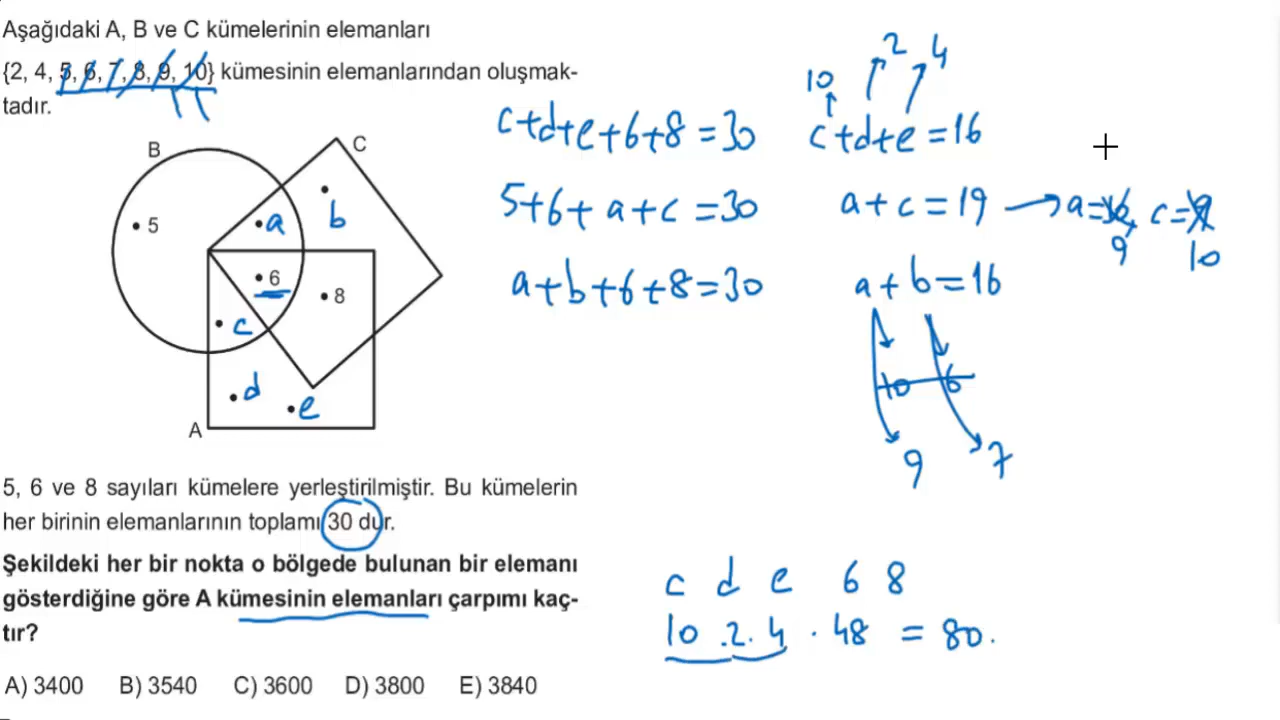 Aşağıdaki A, B ve C kümelerinin elemanları
{2, 4, 5, 6, 7, 8, 9, 10} kümesinin elemanlarından oluşmak-
tadır.
B
C
5
a
b
6
8
c
d
e
A
c+d+e+6+8=30
5+6+a+c=30
a+b+6+8=30
10
2
4
c+d+e=16
a+c=19 → a=10, c=9
9
10
a+b=16
10 6
9 7
5, 6 ve 8 sayıları kümelere yerleştirilmiştir. Bu kümelerin
her birinin elemanlarının toplamı 30 dur.
Şekildeki her bir nokta o bölgede bulunan bir elemanı
gösterdiğine göre A kümesinin elemanları çarpımı kaç-
tır?
c d e 6 8
10 .2.4 . 48 = 80.
A) 3400 B) 3540 C) 3600 D) 3800 E) 3840